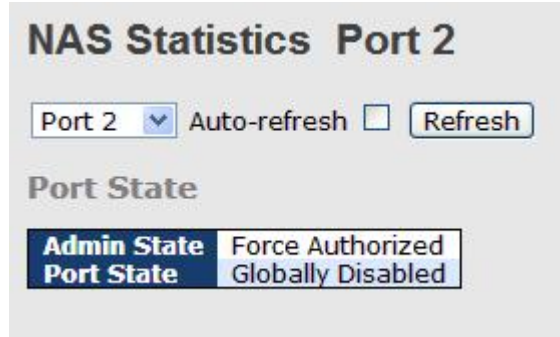 NAS Statistics Port 2
Port 2 Auto-refresh Refresh
Port State
Admin State Force Authorized
Port State Globally Disabled